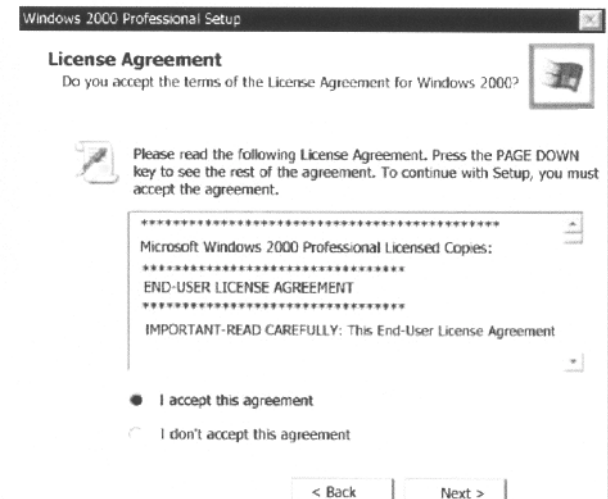 Windows 2000 Professional Setup
License Agreement
Do you accept the terms of the License Agreement for Windows 2000?
Please read the following License Agreement. Press the PAGE DOWN
key to see the rest of the agreement. To continue with Setup, you must
accept the agreement.
*********************************************
Microsoft Windows 2000 Professional Licensed Copies:
*********************************
END-USER LICENSE AGREEMENT
*********************************
IMPORTANT-READ CAREFULLY: This End-User License Agreement
I accept this agreement
I don't accept this agreement
< Back
Next >